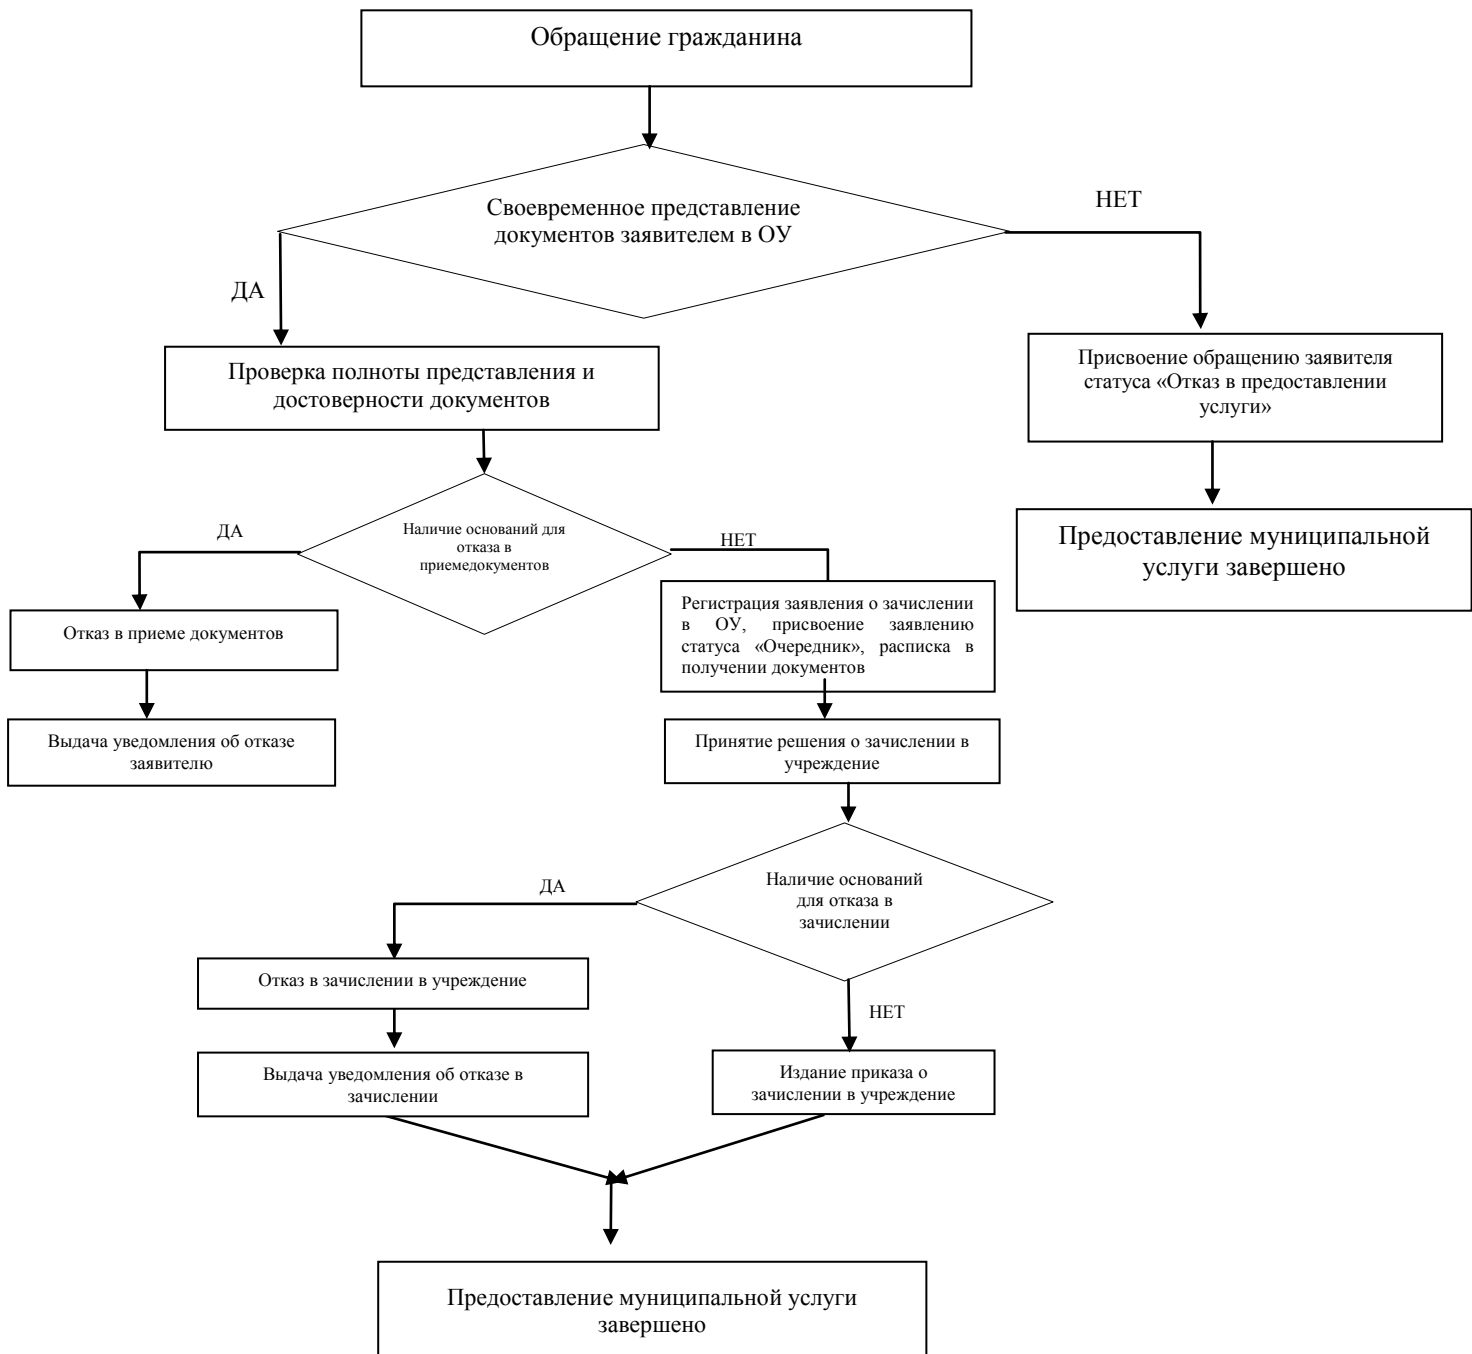 Обращение гражданина
Своевременное представление
документов заявителем в ОУ
НЕТ
ДА
Проверка полноты представления и
достоверности документов
Присвоение обращению заявителя
статуса «Отказ в предоставлении
услуги»
Предоставление муниципальной
услуги завершено
ДА
Наличие оснований для
отказа в
приемедокументов
НЕТ
Отказ в приеме документов
Выдача уведомления об отказе
заявителю
Регистрация заявления о зачислении
в ОУ, присвоение заявлению
статуса «Очередник», расписка в
получении документов
Принятие решения о зачислении в
учреждение
ДА
Наличие оснований
для отказа в
зачислении
Отказ в зачислении в учреждение
НЕТ
Выдача уведомления об отказе в
зачислении
Издание приказа о
зачислении в учреждение
Предоставление муниципальной услуги
завершено